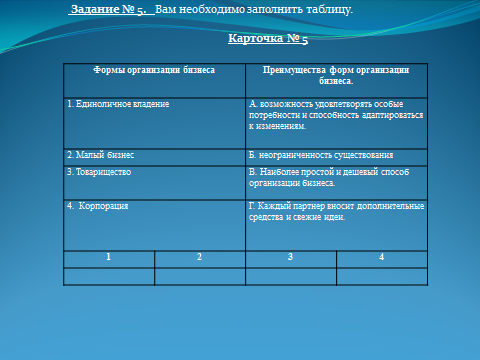 Задание № 5. Вам необходимо заполнить таблицу.
Карточка № 5
Формы организации бизнеса
Преимущества форм организации
бизнеса.
1. Единоличное владение
А. возможность удовлетворять особые
потребности и способность адаптироваться
к изменениям.
2. Малый бизнес
Б. неограниченность существования
3. Товарищество
В. Наиболее простой и дешевый способ
организации бизнеса.
4. Корпорация
Г. Каждый партнер вносит дополнительные
средства и свежие идеи.
1 2 3 4